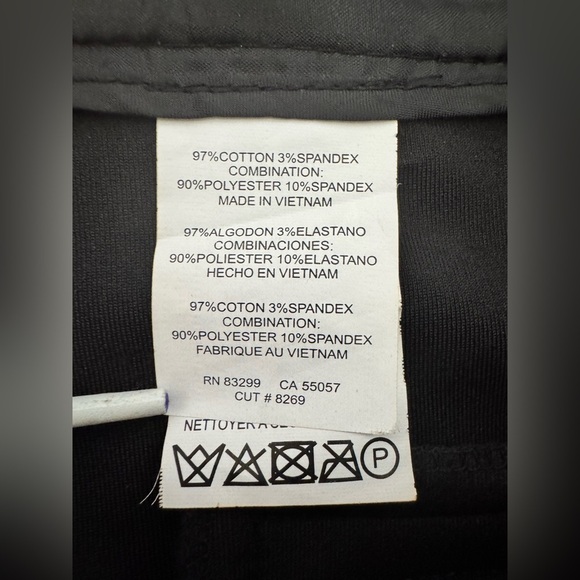 97%COTTON 3%SPANDEX
COMBINATION:
90%POLYESTER 10%SPANDEX
MADE IN VIETNAM
97%ALGODON 3%ELASTANO
COMBINACIONES:
90%POLIESTER 10%ELASTANO
HECHO EN VIETNAM
97%COTON 3%SPANDEX
COMBINATION:
90%POLYESTER 10%SPANDEX
FABRIQUE AU VIETNAM
RN 83299 CA 55057
CUT # 8269
NETTOYER A
P